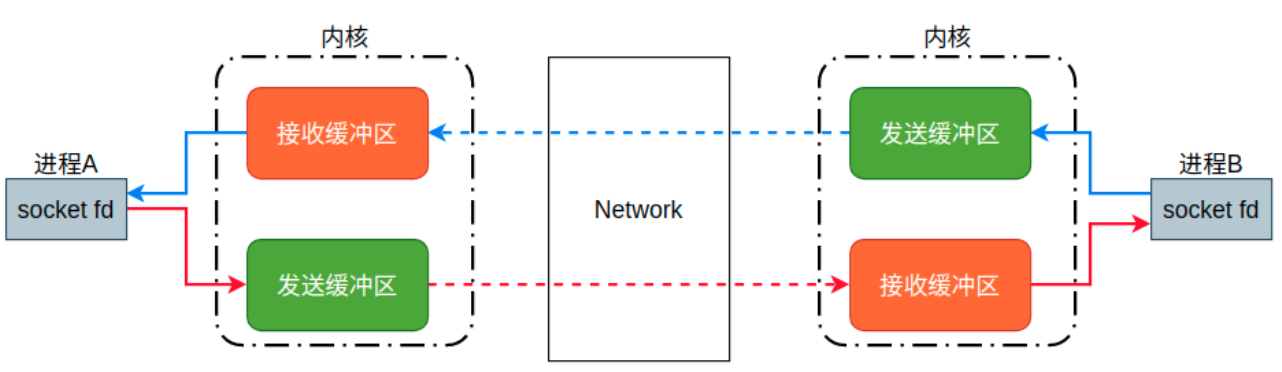 内核
内核
接收缓冲区
发送缓冲区
进程A
进程B
socket fd
Network
socket fd
发送缓冲区
接收缓冲区